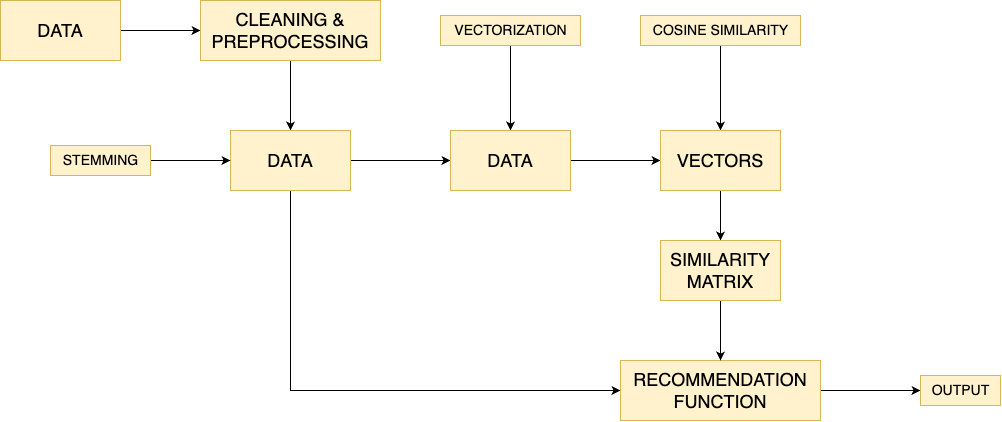 DATA
CLEANING &
PREPROCESSING
VECTORIZATION
COSINE SIMILARITY
STEMMING
DATA
DATA
VECTORS
SIMILARITY
MATRIX
RECOMMENDATION
FUNCTION
OUTPUT